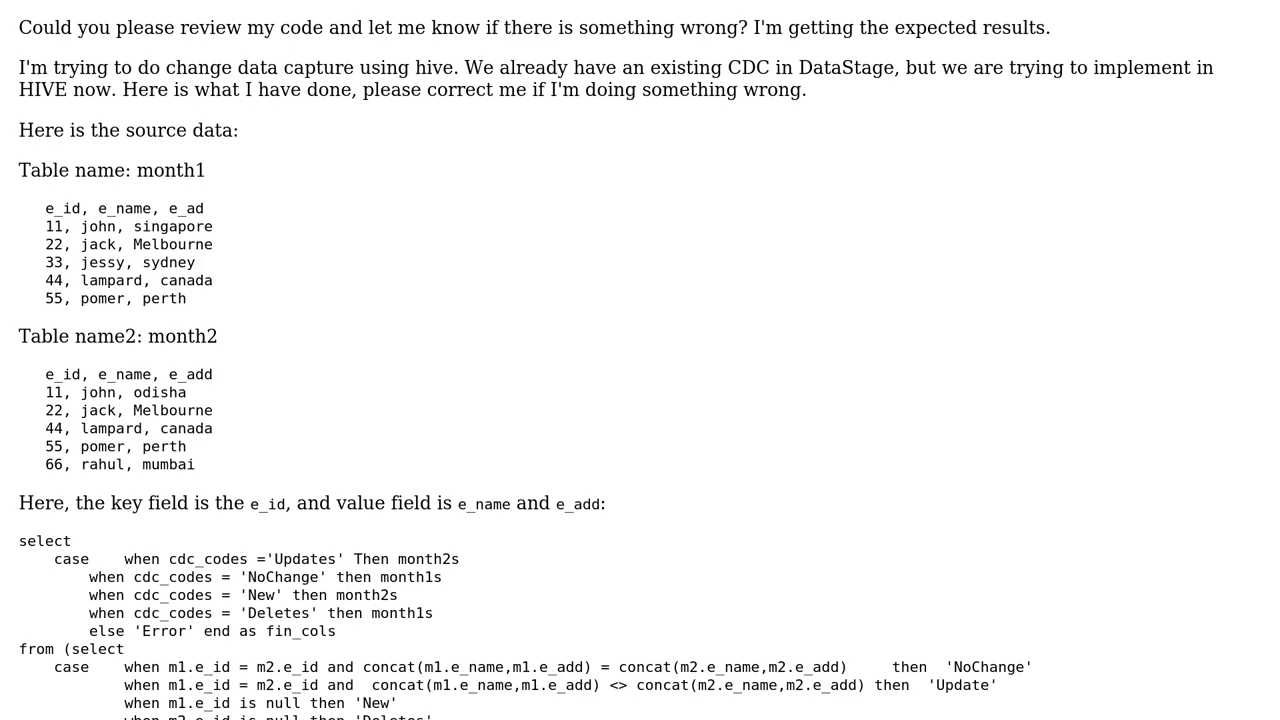 Could you please review my code and let me know if there is something wrong? I'm getting the expected results.
I'm trying to do change data capture using hive. We already have an existing CDC in DataStage, but we are trying to implement in
HIVE now. Here is what I have done, please correct me if I'm doing something wrong.
Here is the source data:
Table name: month1
e_id, e_name, e_ad
11, john, singapore
22, jack, Melbourne
33, jessy, sydney
44, lampard, canada
55, pomer, perth
Table name2: month2
e_id, e_name, e_add
11, john, odisha
22, jack, Melbourne
44, lampard, canada
55, pomer, perth
66, rahul, mumbai
Here, the key field is the e_id, and value field is e_name and e_add:
select
case    when cdc_codes ='Updates' Then month2s
when cdc_codes = 'NoChange' then month1s
when cdc_codes = 'New' then month2s
when cdc_codes = 'Deletes' then month1s
else 'Error' end as fin_cols
from (select
case    when m1.e_id = m2.e_id and concat(m1.e_name,m1.e_add) = concat(m2.e_name,m2.e_add)     then  'NoChange'
when m1.e_id = m2.e_id and  concat(m1.e_name,m1.e_add) <> concat(m2.e_name,m2.e_add) then  'Update'
when m1.e_id is null then 'New'
when m2.e_id is null then 'Deletes'